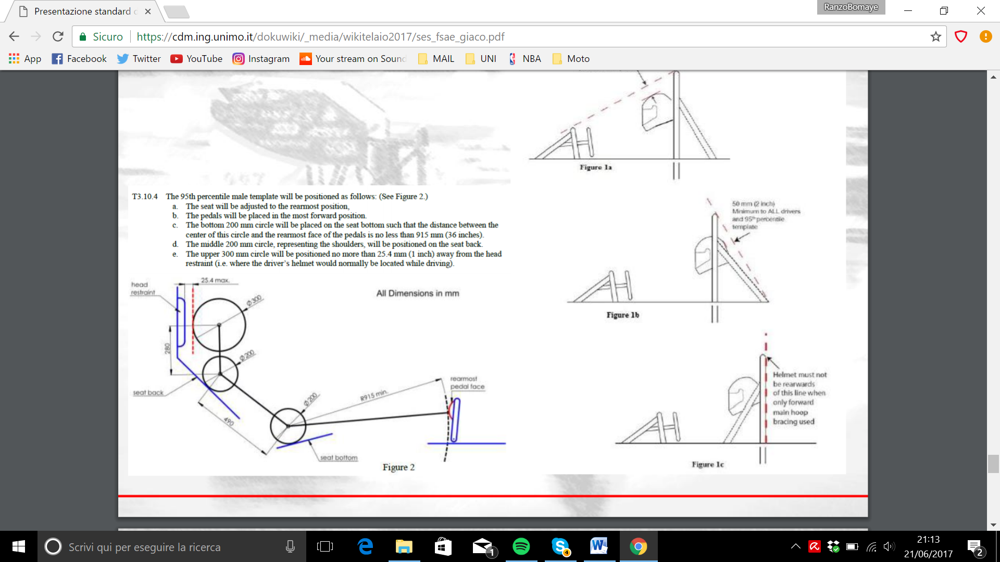 Presentazione standard
RanzoBomaye
Sicuro
https://cdm.ing.unimo.it/dokuwiki/_media/wikitelaio2017/ses_fsae_giaco.pdf
App
Facebook
Twitter
YouTube
Instagram
Your stream on Sound
MAIL
UNI
NBA
Moto
Figure 1a
T3.10.4 The 95th percentile male template will be positioned as follows: (See Figure 2.)
a. The seat will be adjusted to the rearmost position,
b. The pedals will be placed in the most forward position.
c. The bottom 200 mm circle will be placed on the seat bottom such that the distance between the
center of this circle and the rearmost face of the pedals is no less than 915 mm (36 inches).
d. The middle 200 mm circle, representing the shoulders, will be positioned on the seat back.
e. The upper 300 mm circle will be positioned no more than 25.4 mm (1 inch) away from the head
restraint (i.e. where the driver's helmet would normally be located while driving).
head
restraint
25.4 max.
Ø300
All Dimensions in mm
280
Ø200
seat back
490
Ø200
R915 min.
rearmost
pedal face
seat bottom
Figure 2
50 mm (2 inch)
Minimum to ALL drivers
and 95th percentile
template
Figure 1b
Helmet must not
be rearwards
of this line when
only forward
main hoop
bracing used
Figure 1c
Scrivi qui per eseguire la ricerca
1
4
21:13
21/06/2017
2